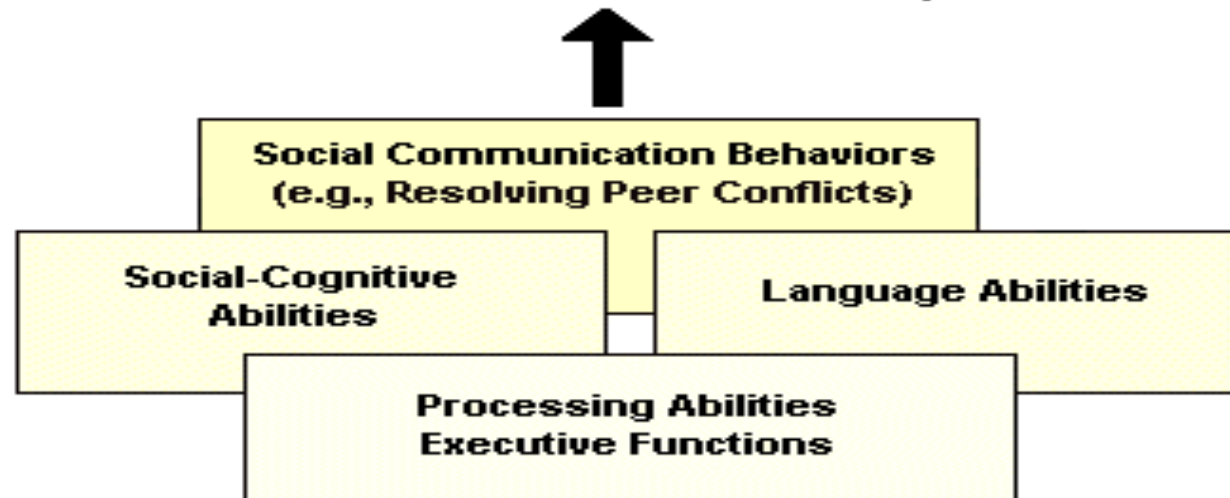 Social Communication Behaviors
(e.g., Resolving Peer Conflicts)
Social-Cognitive
Abilities
Language Abilities
Processing Abilities
Executive Functions